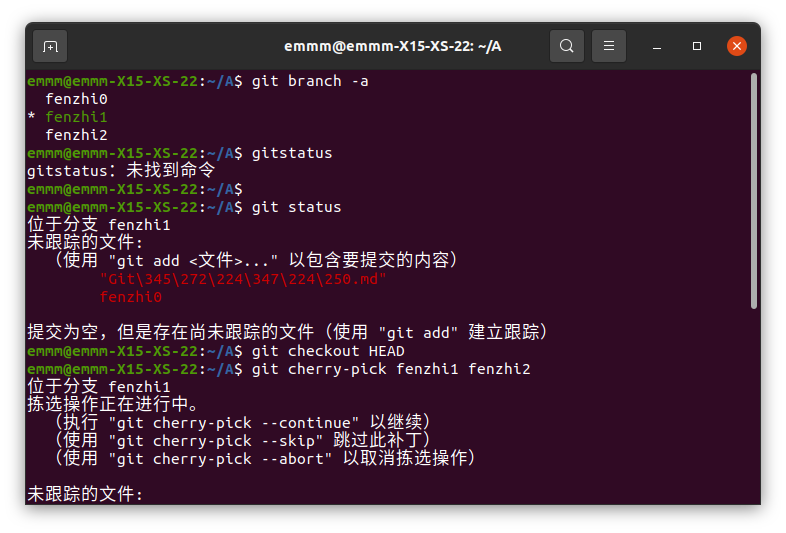 emmm@emmm-X15-XS-22: ~/A
emmm@emmm-X15-XS-22:~/A$ git branch -a
  fenzhi0
* fenzhi1
  fenzhi2
emmm@emmm-X15-XS-22:~/A$ gitstatus
gitstatus：未找到命令
emmm@emmm-X15-XS-22:~/A$
emmm@emmm-X15-XS-22:~/A$ git status
位于分支 fenzhi1
未跟踪的文件:
  （使用 "git add <文件>..." 以包含要提交的内容）
        "Git\345\272\224\347\224\250.md"
        fenzhi0
提交为空，但是存在尚未跟踪的文件（使用 "git add" 建立跟踪）
emmm@emmm-X15-XS-22:~/A$ git checkout HEAD
emmm@emmm-X15-XS-22:~/A$ git cherry-pick fenzhi1 fenzhi2
位于分支 fenzhi1
拣选操作正在进行中。
  （执行 "git cherry-pick --continue" 以继续）
  （使用 "git cherry-pick --skip" 跳过此补丁）
  （使用 "git cherry-pick --abort" 以取消拣选操作）
未跟踪的文件: